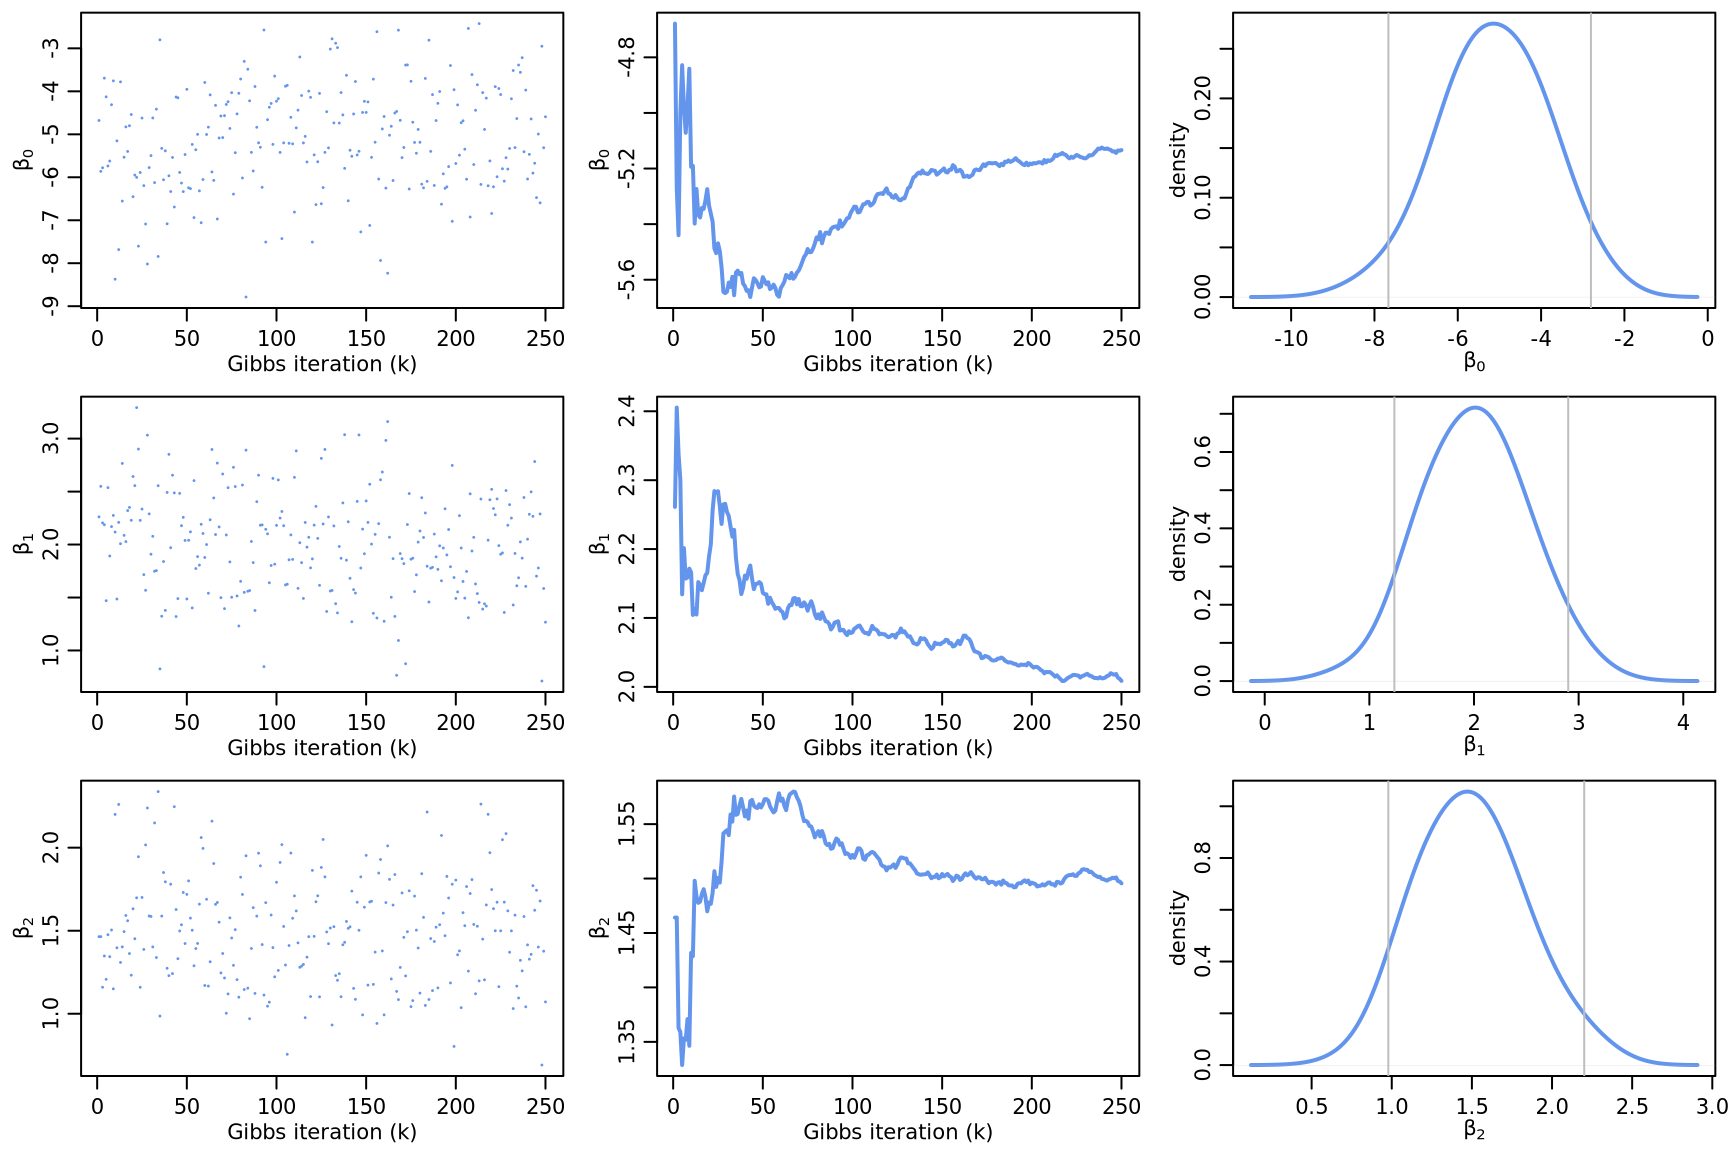 -3
-4
-5
-6
-7
-8
-9
β₀
0 50 100 150 200 250
Gibbs iteration (k)
-4.8
-5.2
-5.6
β₀
0 50 100 150 200 250
Gibbs iteration (k)
0.20
0.10
0.00
density
-10 -8 -6 -4 -2 0
β₀
3.0
2.0
1.0
β₁
0 50 100 150 200 250
Gibbs iteration (k)
2.4
2.3
2.2
2.1
2.0
β₁
0 50 100 150 200 250
Gibbs iteration (k)
0.6
0.4
0.2
0.0
density
0 1 2 3 4
β₁
2.0
1.5
1.0
β₂
0 50 100 150 200 250
Gibbs iteration (k)
1.55
1.45
1.35
β₂
0 50 100 150 200 250
Gibbs iteration (k)
0.8
0.4
0.0
density
0.5 1.0 1.5 2.0 2.5 3.0
β₂